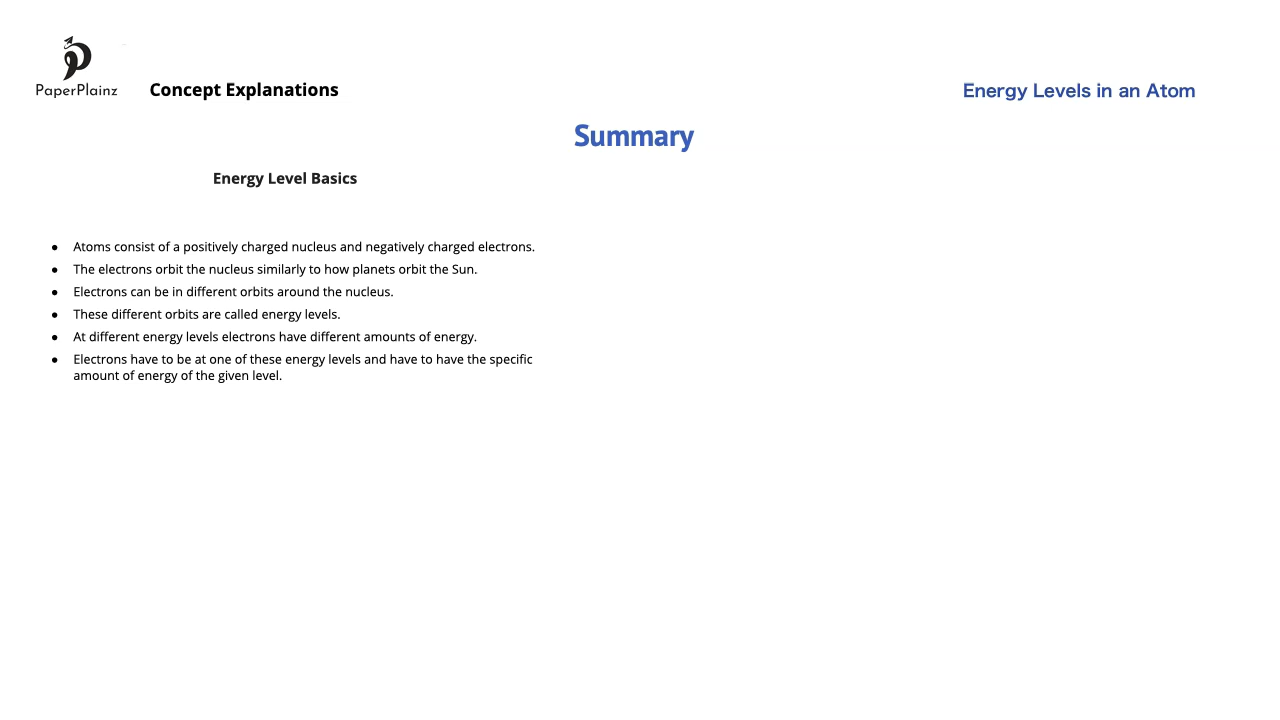 PaperPlainz
Concept Explanations
Energy Levels in an Atom
Summary
Energy Level Basics
● Atoms consist of a positively charged nucleus and negatively charged electrons.
● The electrons orbit the nucleus similarly to how planets orbit the Sun.
● Electrons can be in different orbits around the nucleus.
● These different orbits are called energy levels.
● At different energy levels electrons have different amounts of energy.
● Electrons have to be at one of these energy levels and have to have the specific
amount of energy of the given level.